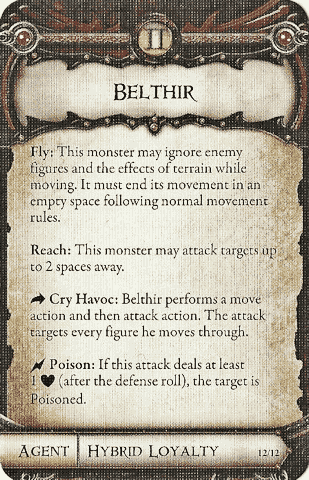 II
BELTHIR
Fly: This monster may ignore enemy
figures and the effects of terrain while
moving. It must end its movement in an
empty space following normal movement
rules.
Reach: This monster may attack targets up
to 2 spaces away.
Cry Havoc: Belthir performs a move
action and then attack action. The attack
targets every figure he moves through.
Poison: If this attack deals at least
1 ♥ (after the defense roll), the target is
Poisoned.
AGENT | HYBRID LOYALTY 12/12